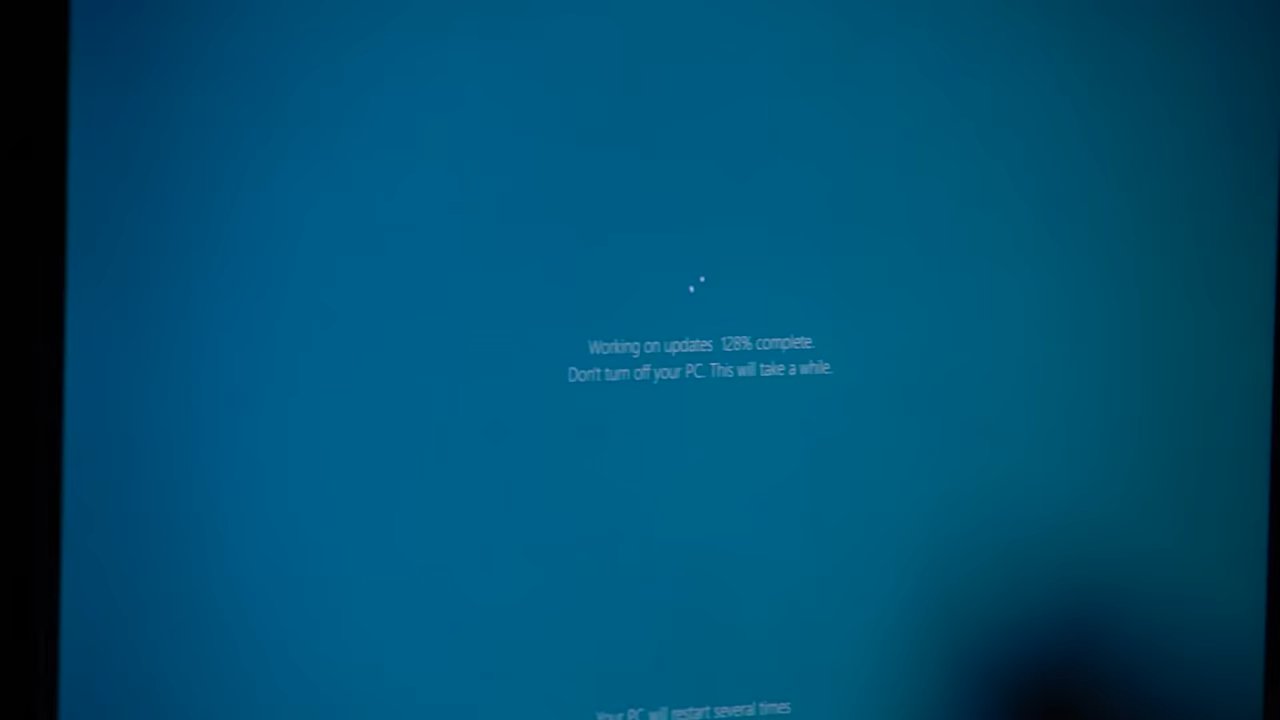 Working on updates 128% complete.
Don't turn off your PC. This will take a while.
Your PC will restart several times